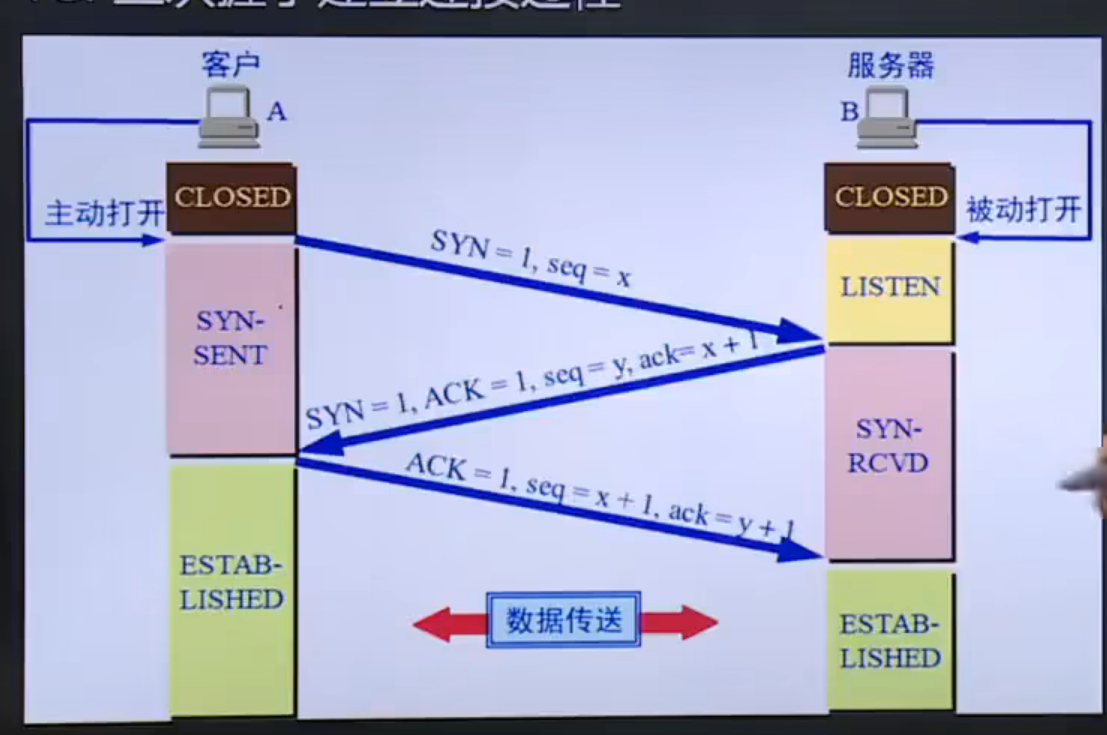 客户
服务器
A
B
CLOSED
CLOSED
主动打开
被动打开
SYN = 1, seq = x
LISTEN
SYN-
SENT
SYN = 1, ACK = 1, seq = y, ack= x + 1
SYN-
RCVD
ACK = 1, seq = x + 1, ack = y + 1
ESTAB-
LISHED
数据传送
ESTAB-
LISHED